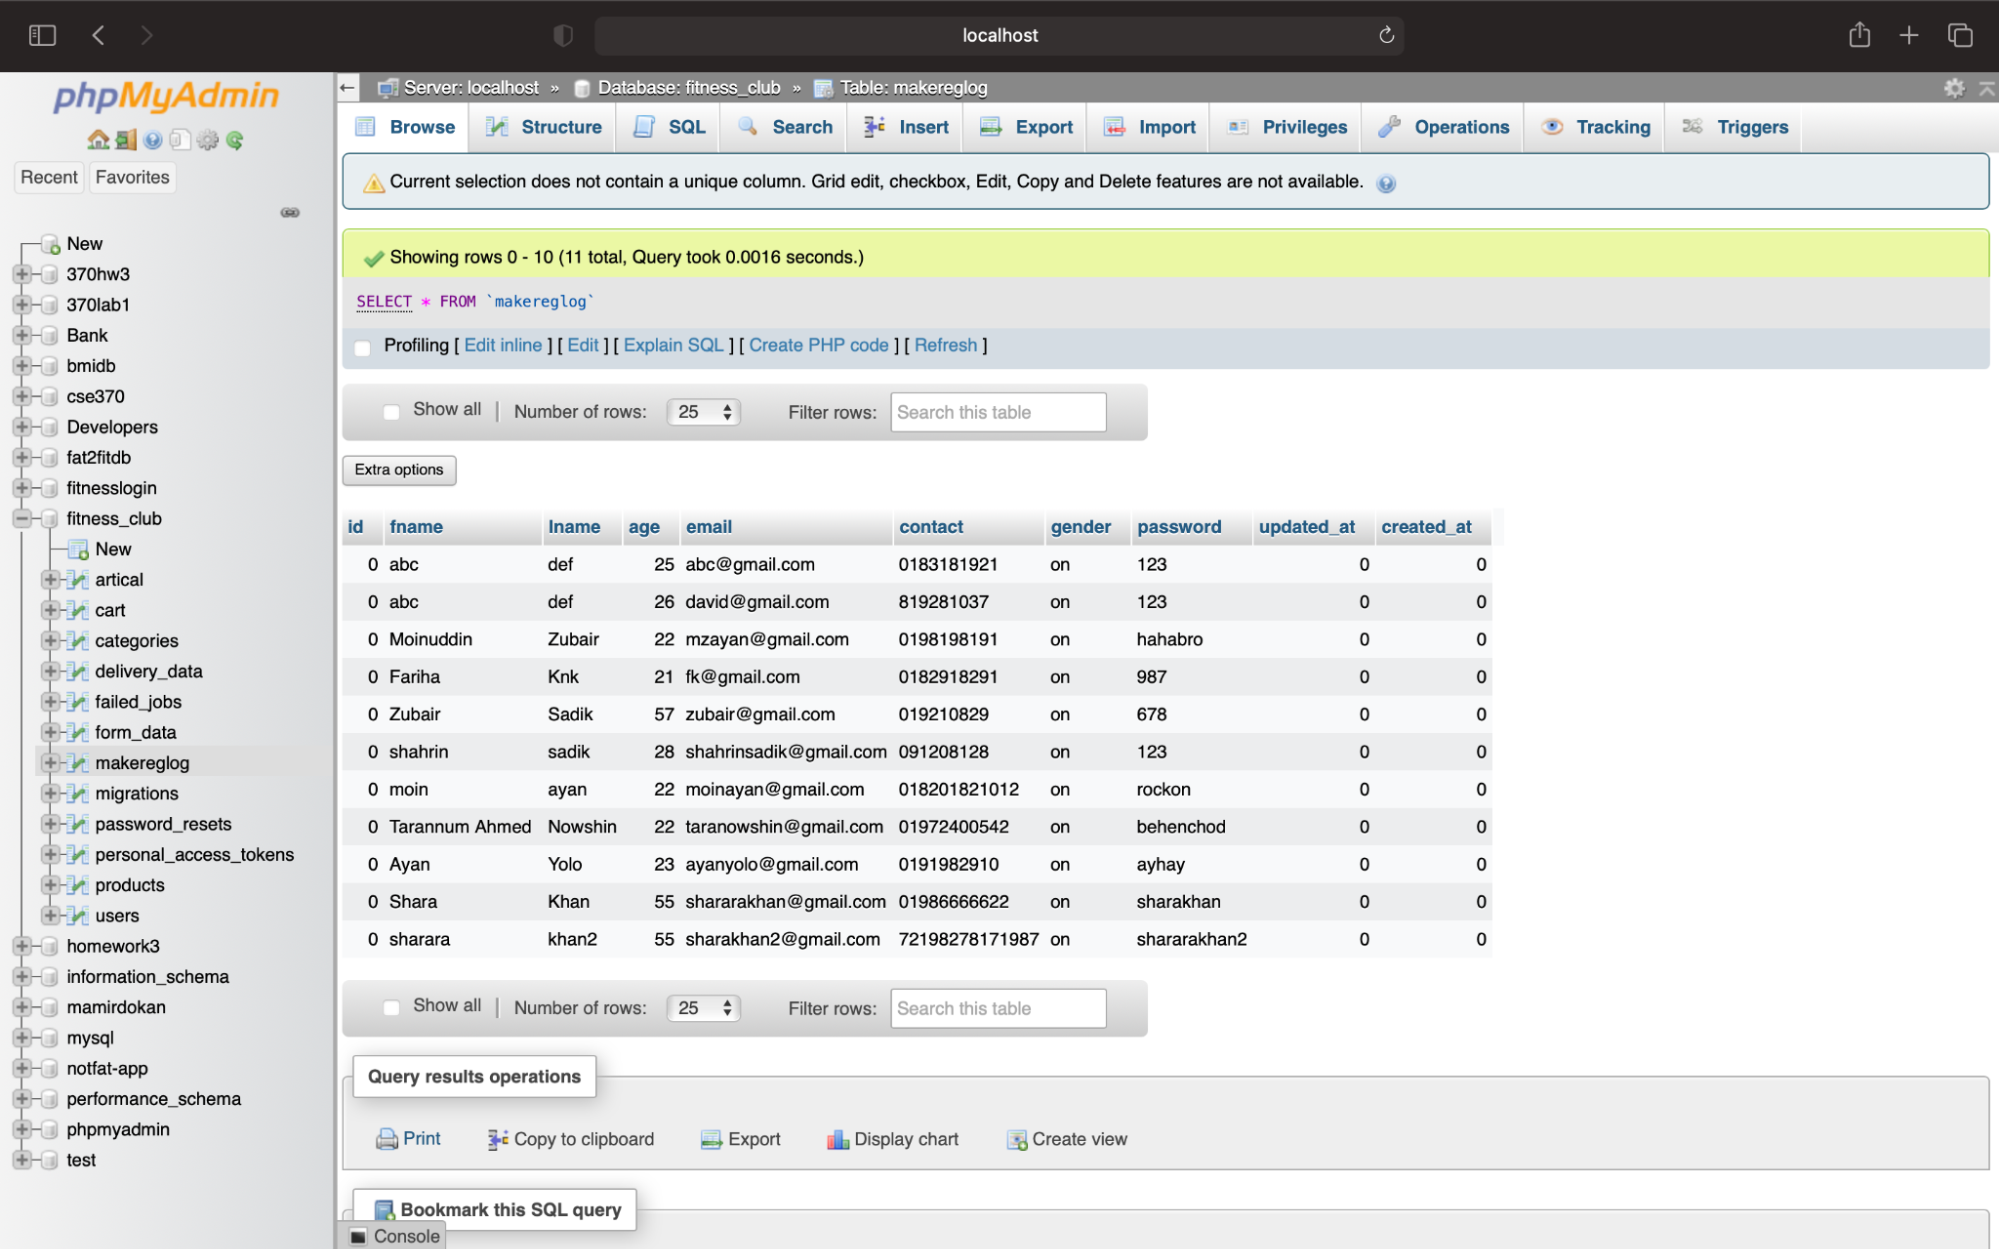 localhost
phpMyAdmin
Recent Favorites
New
370hw3
370lab1
Bank
bmidb
cse370
Developers
fat2fitdb
fitnesslogin
fitness_club
New
artical
cart
categories
delivery_data
failed_jobs
form_data
makereglog
migrations
password_resets
personal_access_tokens
products
users
homework3
information_schema
mamirdokan
mysql
notfat-app
performance_schema
phpmyadmin
test
Server: localhost » Database: fitness_club » Table: makereglog
Browse Structure SQL Search Insert Export Import Privileges Operations Tracking Triggers
Current selection does not contain a unique column. Grid edit, checkbox, Edit, Copy and Delete features are not available.
Showing rows 0 - 10 (11 total, Query took 0.0016 seconds.)
SELECT * FROM `makereglog`
Profiling [ Edit inline ] [ Edit ] [ Explain SQL ] [ Create PHP code ] [ Refresh ]
Show all | Number of rows: 25 Filter rows: Search this table
Extra options
id fname lname age email contact gender password updated_at created_at
0 abc def 25 abc@gmail.com 0183181921 on 123 0 0
0 abc def 26 david@gmail.com 819281037 on 123 0 0
0 Moinuddin Zubair 22 mzayan@gmail.com 0198198191 on hahabro 0 0
0 Fariha Knk 21 fk@gmail.com 0182918291 on 987 0 0
0 Zubair Sadik 57 zubair@gmail.com 019210829 on 678 0 0
0 shahrin sadik 28 shahrinsadik@gmail.com 091208128 on 123 0 0
0 moin ayan 22 moinayan@gmail.com 018201821012 on rockon 0 0
0 Tarannum Ahmed Nowshin 22 taranowshin@gmail.com 01972400542 on behenchod 0 0
0 Ayan Yolo 23 ayanyolo@gmail.com 0191982910 on ayhay 0 0
0 Shara Khan 55 shararakhan@gmail.com 01986666622 on sharakhan 0 0
0 sharara khan2 55 sharakhan2@gmail.com 72198278171987 on shararakhan2 0 0
Show all | Number of rows: 25 Filter rows: Search this table
Query results operations
Print Copy to clipboard Export Display chart Create view
Bookmark this SQL query
Console